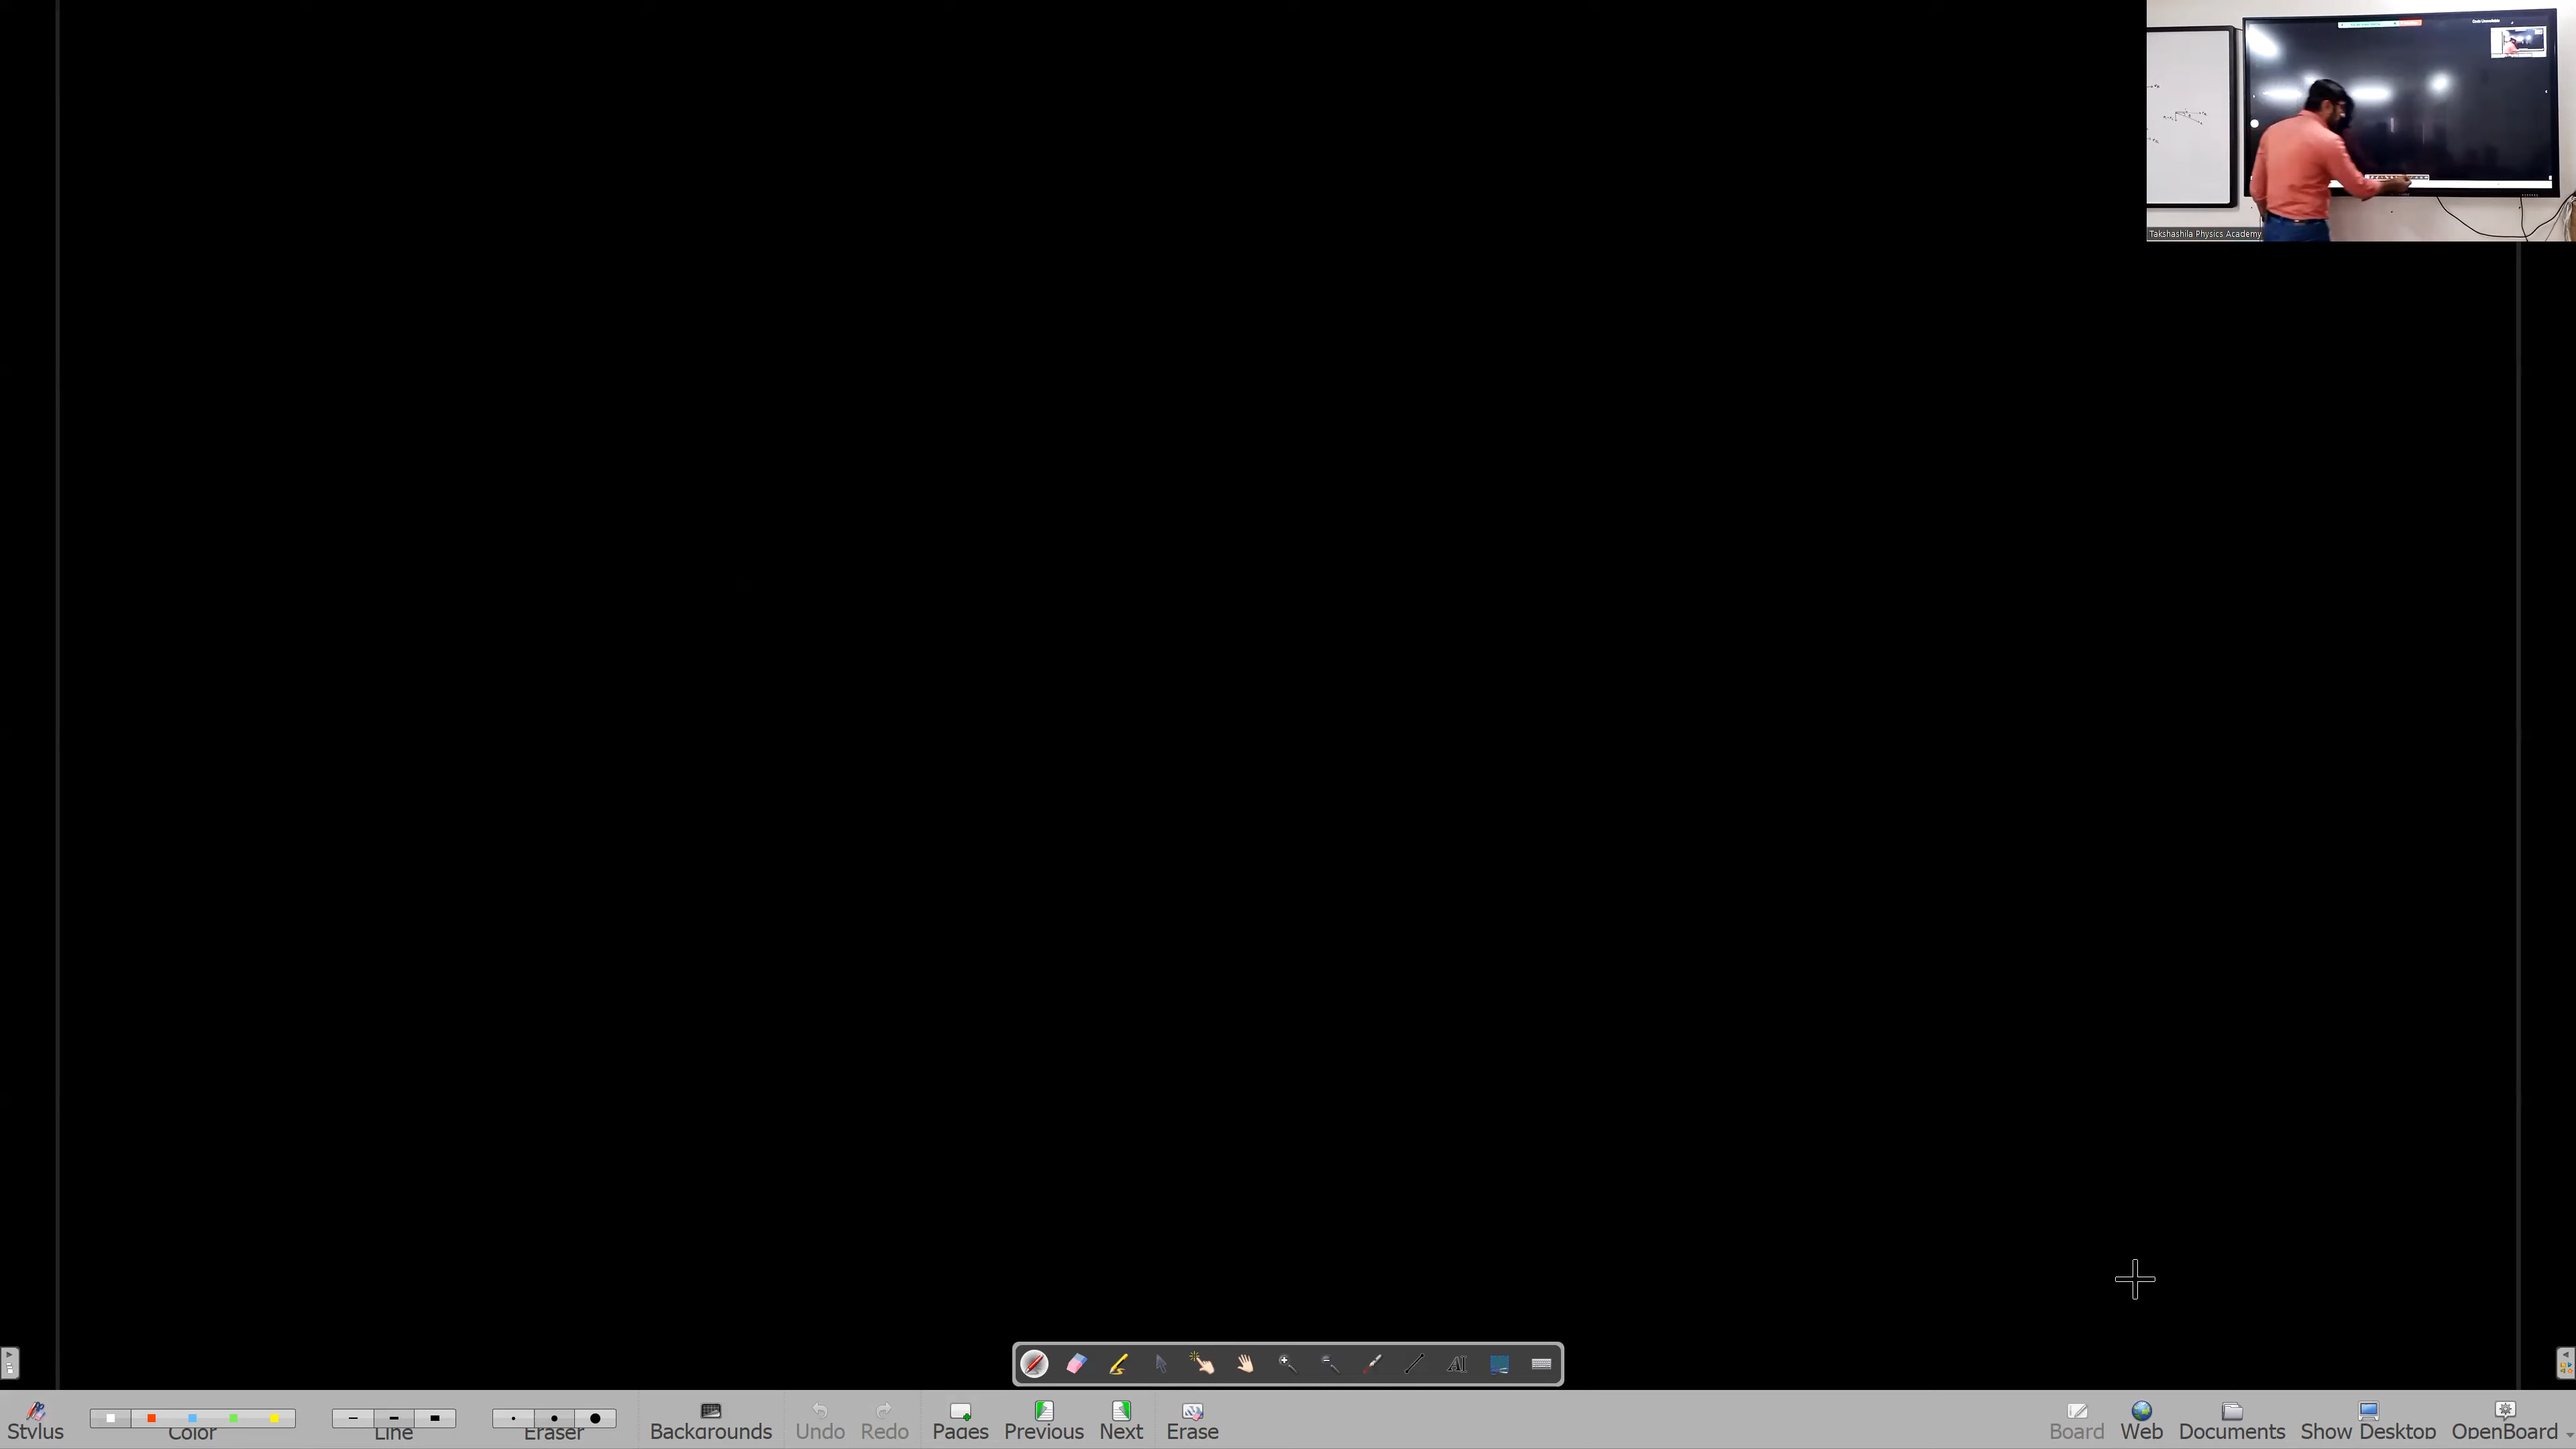 Takshashila Physics Academy
Stylus
Color
Line
Eraser
Backgrounds
Undo
Redo
Pages
Previous
Next
Erase
Board
Web
Documents
Show Desktop
OpenBoard